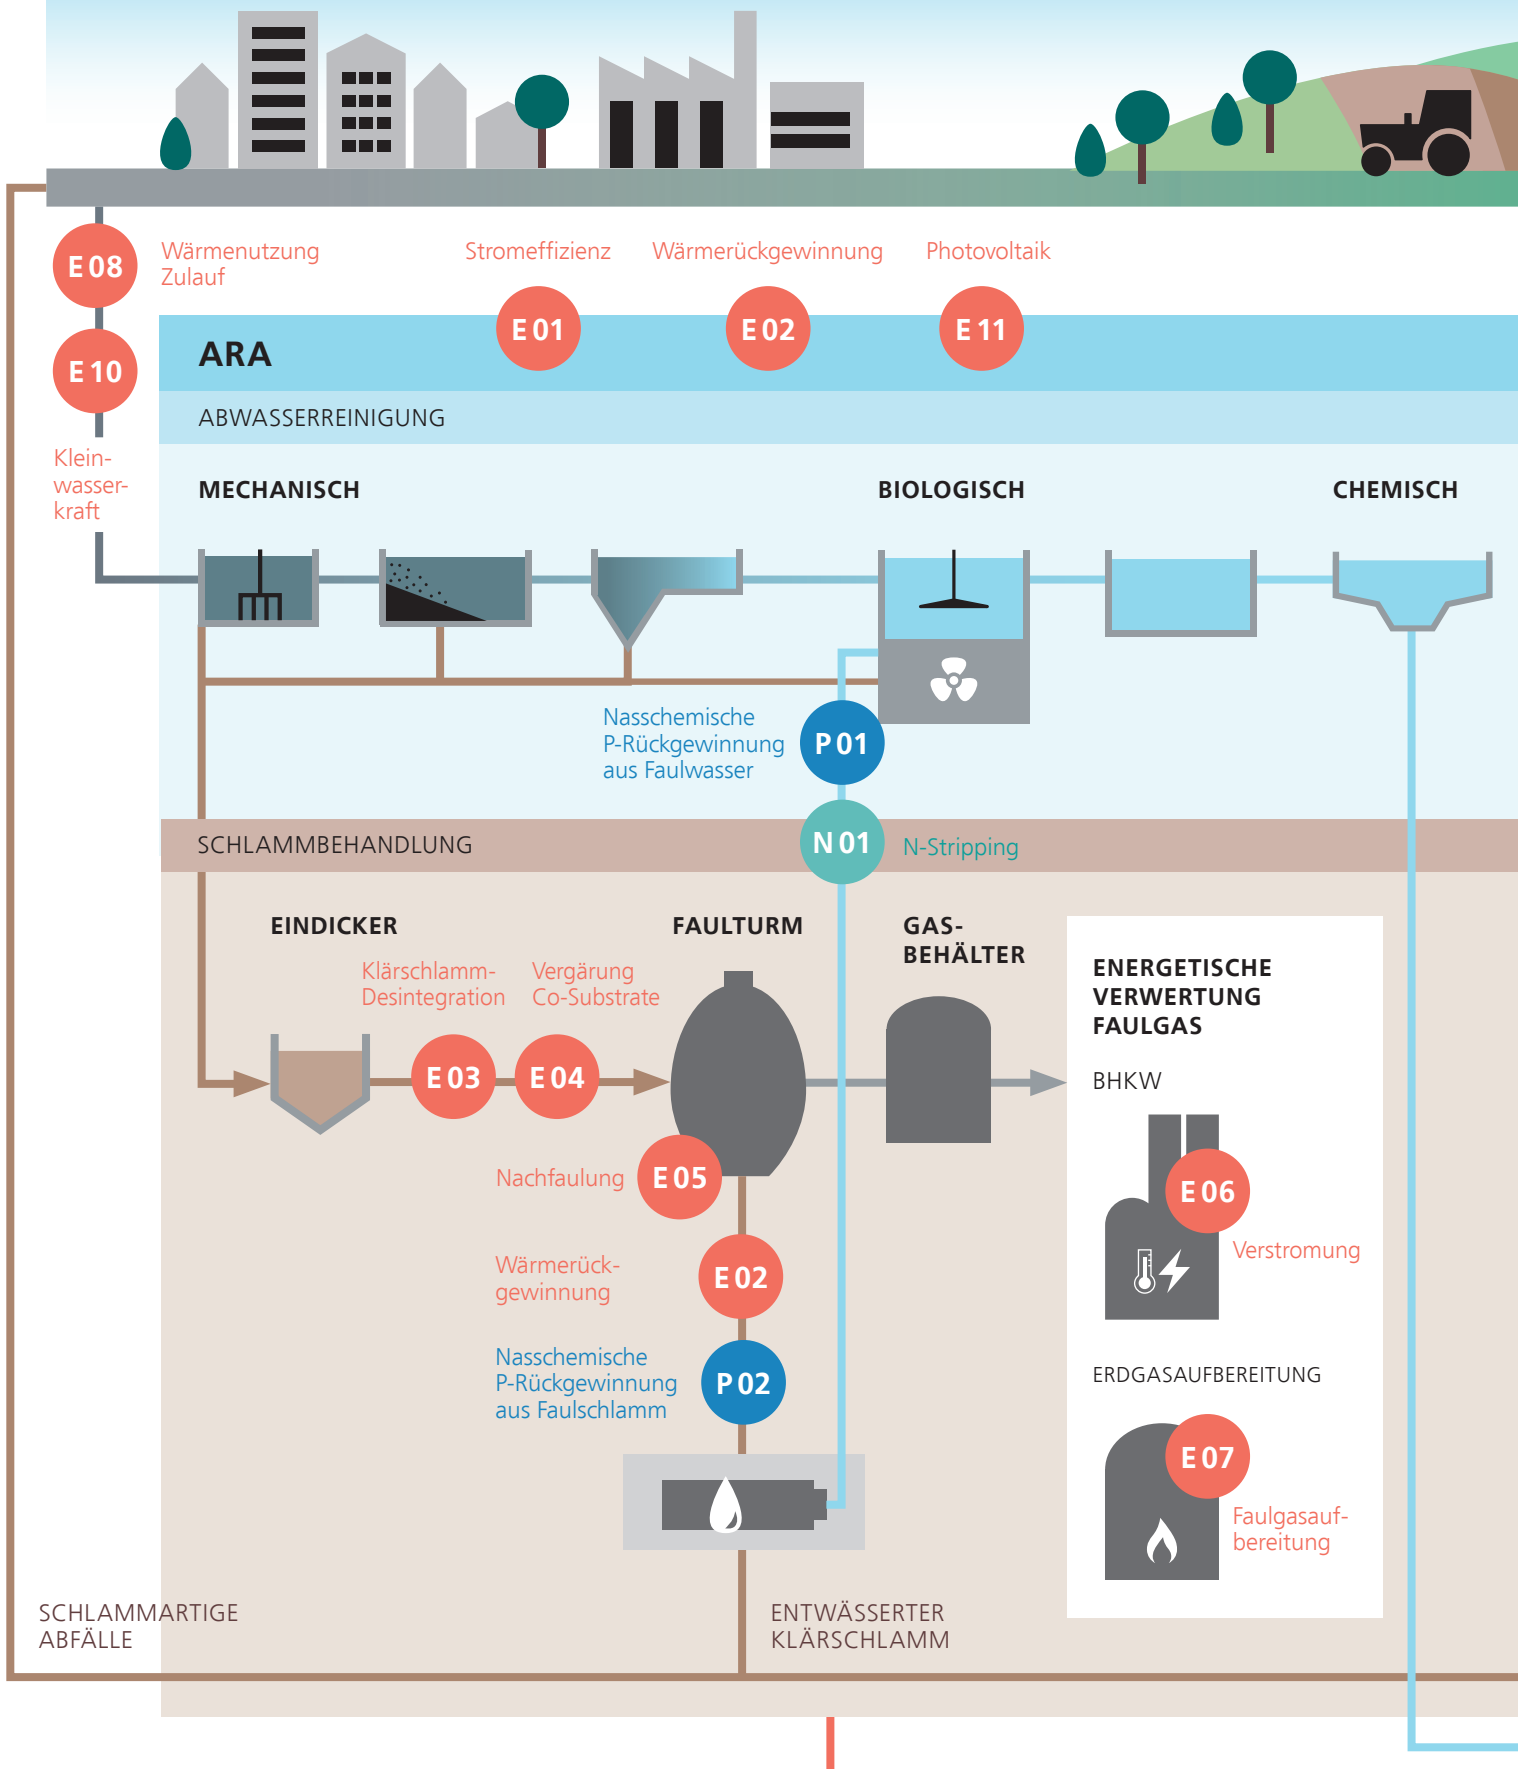 E 08
Wärmenutzung
Zulauf
Stromeffizienz
Wärmerückgewinnung
Photovoltaik
E 01
E 02
E 11
E 10
ARA
ABWASSERREINIGUNG
Klein-
wasser-
kraft
MECHANISCH
BIOLOGISCH
CHEMISCH
Nasschemische
P-Rückgewinnung
aus Faulwasser
P 01
SCHLAMMBEHANDLUNG
N 01
N-Stripping
EINDICKER
FAULTURM
GAS-
BEHÄLTER
Klärschlamm-
Desintegration
Vergärung
Co-Substrate
ENERGETISCHE
VERWERTUNG
FAULGAS
E 03
E 04
BHKW
Nachfaulung
E 05
E 06
Verstromung
Wärmerück-
gewinnung
E 02
Nasschemische
P-Rückgewinnung
aus Faulschlamm
P 02
ERDGASAUFBEREITUNG
E 07
Faulgasauf-
bereitung
SCHLAMMARTIGE
ABFÄLLE
ENTWÄSSERTER
KLÄRSCHLAMM